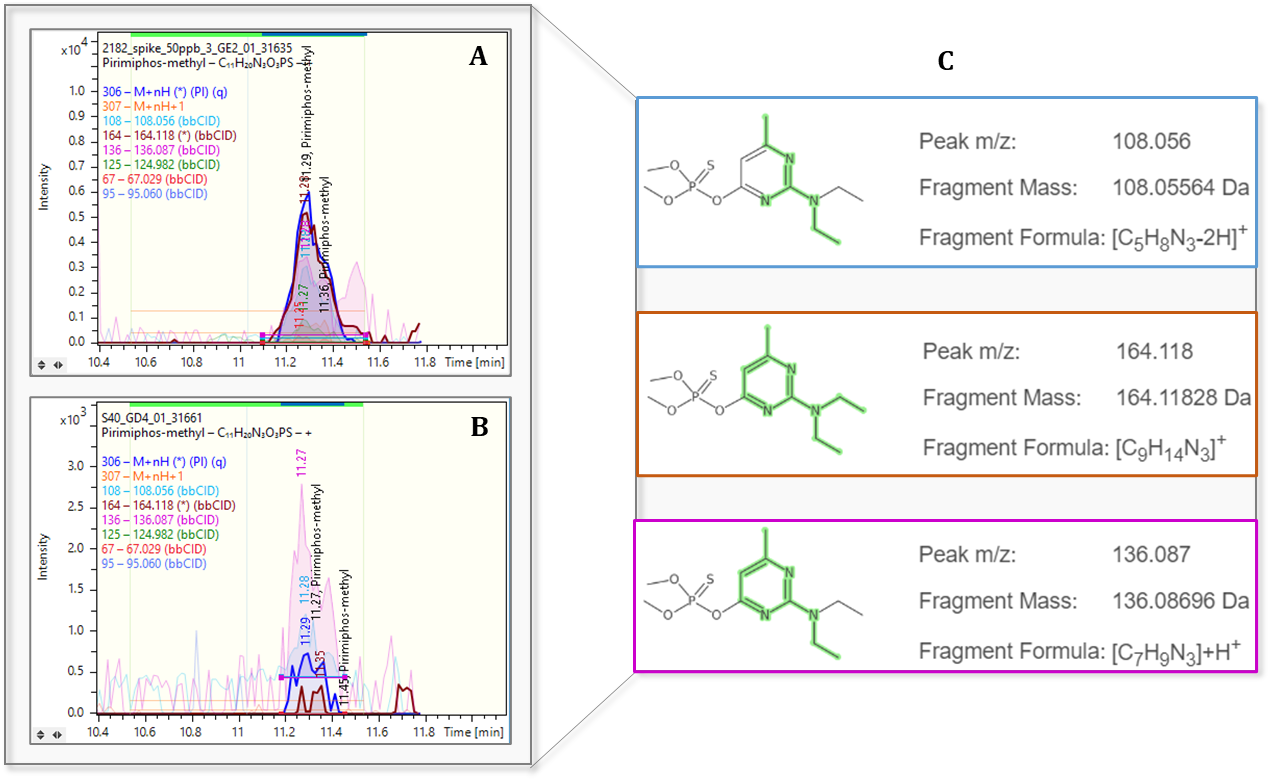 A
x10⁴
2182_spike_50ppb_3_GE2_01_31635
Pirimiphos-methyl – C₁₁H₂₀N₃O₃PS – +
306 – M+nH (*) (PI) (q)
307 – M+nH+1
108 – 108.056 (bbCID)
164 – 164.118 (*) (bbCID)
136 – 136.087 (bbCID)
125 – 124.982 (bbCID)
67 – 67.029 (bbCID)
95 – 95.060 (bbCID)
11.29, Pirimiphos-methyl
11.36, Pirimiphos-methyl
11.28
11.27
11.25
Intensity
1.0
0.9
0.8
0.7
0.6
0.5
0.4
0.3
0.2
0.1
0.0
10.4 10.6 10.8 11 11.2 11.4 11.6 11.8 Time [min]
B
x10³
S40_GD4_01_31661
Pirimiphos-methyl – C₁₁H₂₀N₃O₃PS – +
306 – M+nH (*) (PI) (q)
307 – M+nH+1
108 – 108.056 (bbCID)
164 – 164.118 (*) (bbCID)
136 – 136.087 (bbCID)
125 – 124.982 (bbCID)
67 – 67.029 (bbCID)
95 – 95.060 (bbCID)
11.27
11.28
11.29
11.27, Pirimiphos-methyl
11.35
11.45, Pirimiphos-methyl
Intensity
3.0
2.5
2.0
1.5
1.0
0.5
0.0
10.4 10.6 10.8 11 11.2 11.4 11.6 11.8 Time [min]
C
O S P O O N N N
Peak m/z: 108.056
Fragment Mass: 108.05564 Da
Fragment Formula: [C₅H₈N₃-2H]⁺
O S P O O N N N
Peak m/z: 164.118
Fragment Mass: 164.11828 Da
Fragment Formula: [C₉H₁₄N₃]⁺
O S P O O N N N
Peak m/z: 136.087
Fragment Mass: 136.08696 Da
Fragment Formula: [C₇H₉N₃]+H⁺